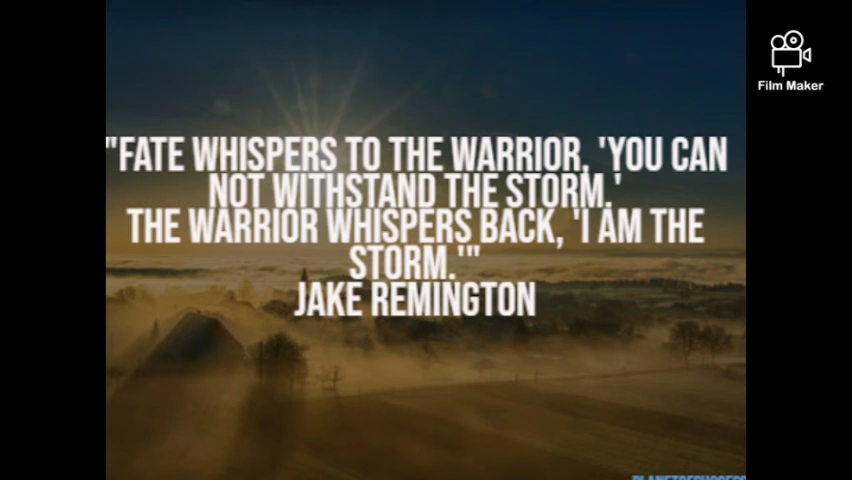 "FATE WHISPERS TO THE WARRIOR, 'YOU CAN
NOT WITHSTAND THE STORM.'
THE WARRIOR WHISPERS BACK, 'I AM THE
STORM.'"
JAKE REMINGTON
Film Maker